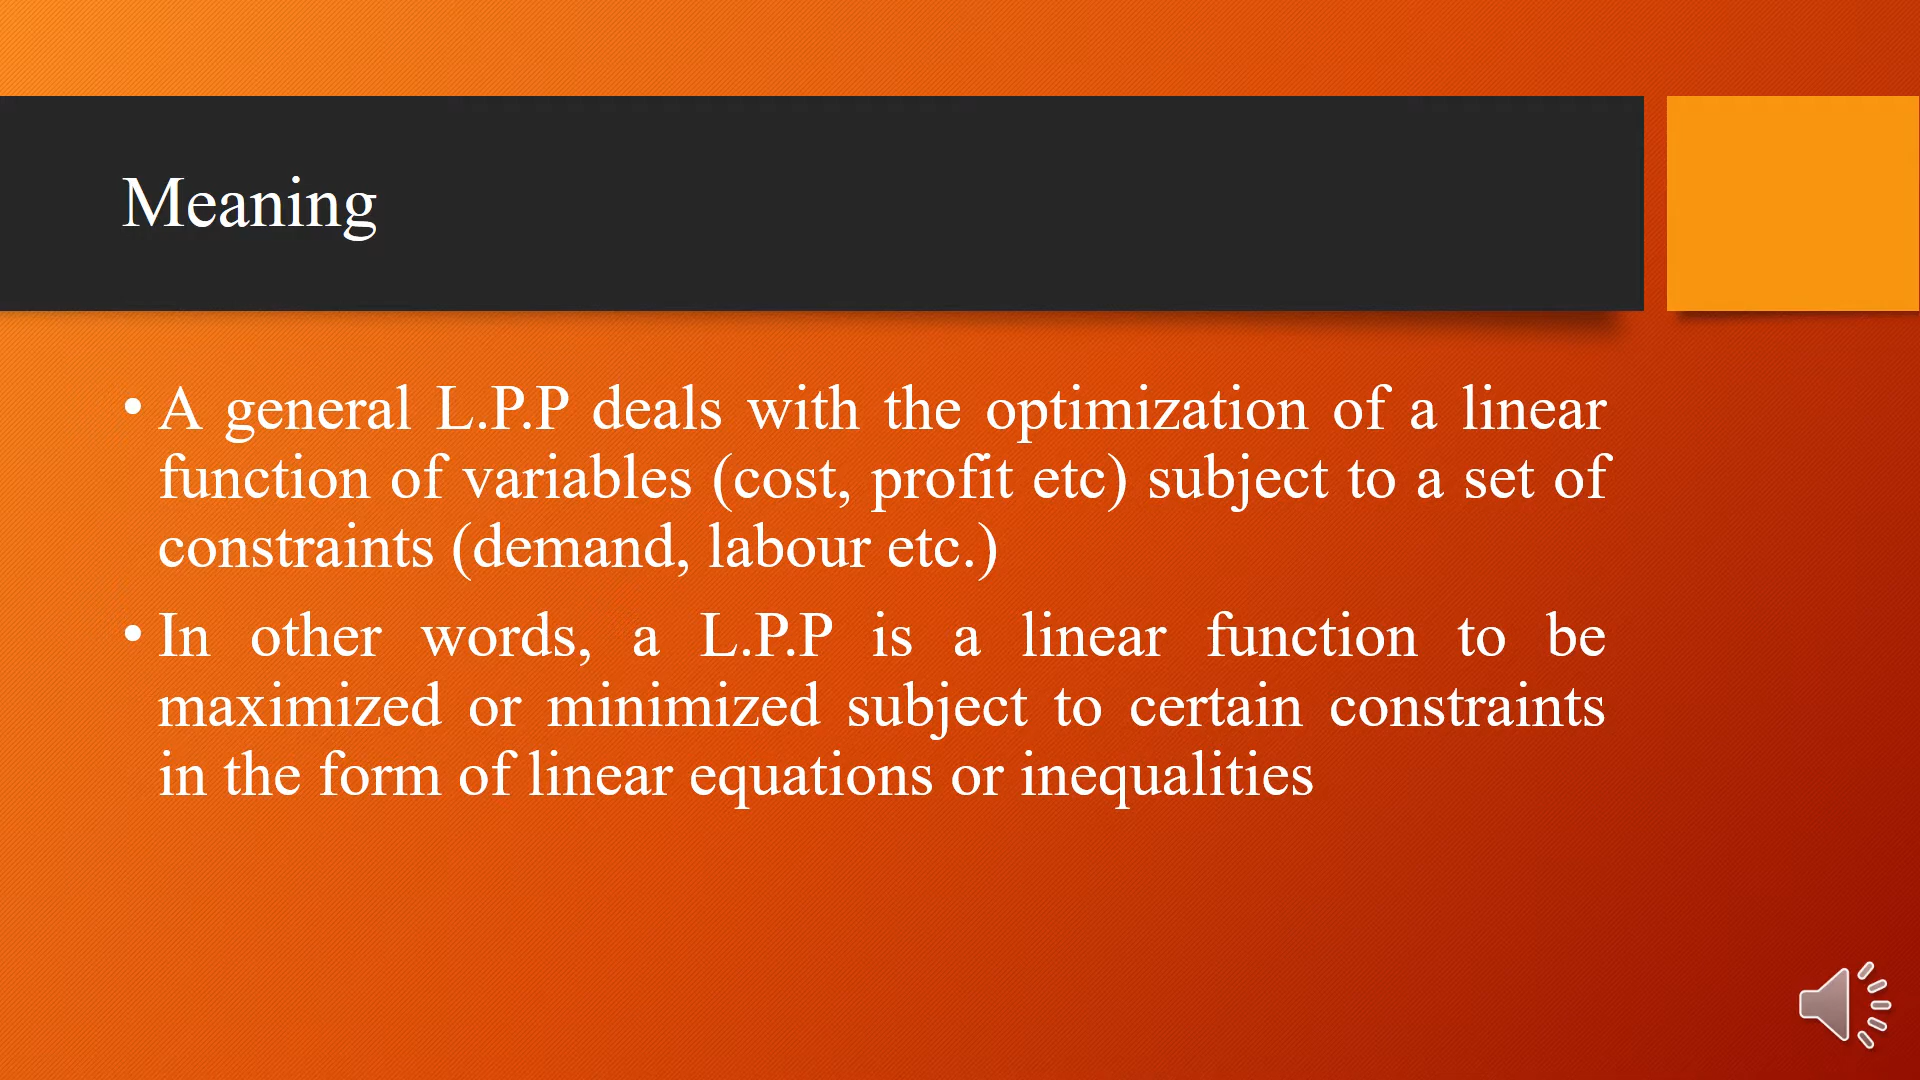 Meaning
• A general L.P.P deals with the optimization of a linear
function of variables (cost, profit etc) subject to a set of
constraints (demand, labour etc.)
• In other words, a L.P.P is a linear function to be
maximized or minimized subject to certain constraints
in the form of linear equations or inequalities